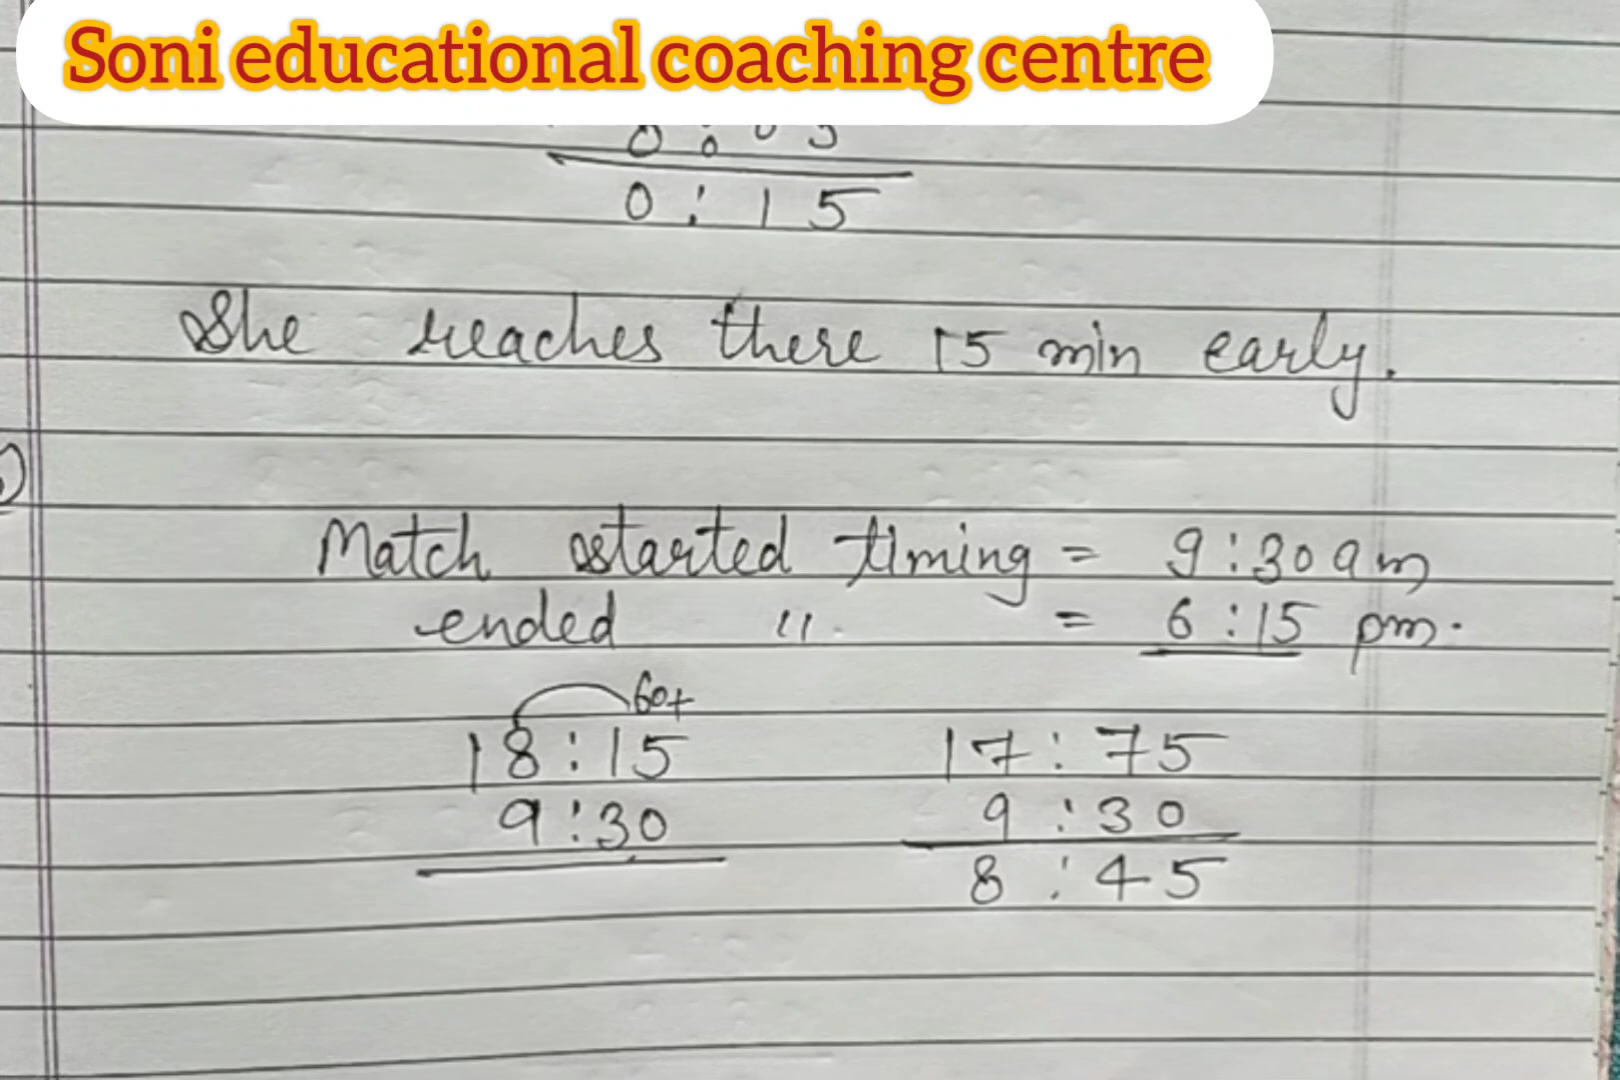 Soni educational coaching centre
0 : 15
She reaches there 15 min early.
Match started timing = 9:30 am
ended " = 6:15 pm.
60+
18:15 17:75
9:30 9:30
8:45